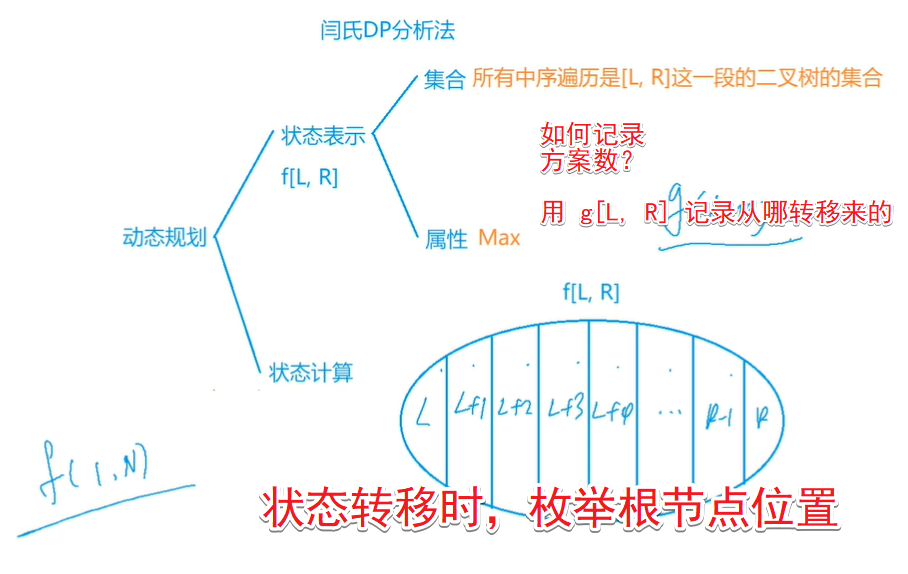 闫氏DP分析法
集合 所有中序遍历是[L, R]这一段的二叉树的集合
状态表示
f[L, R]
如何记录
方案数？
用 g[L, R] 记录从哪转移来的
动态规划
属性 Max
f[L, R]
状态计算
L L+1 L+2 L+3 L+4 ... R-1 R
f(1,N)
状态转移时，枚举根节点位置